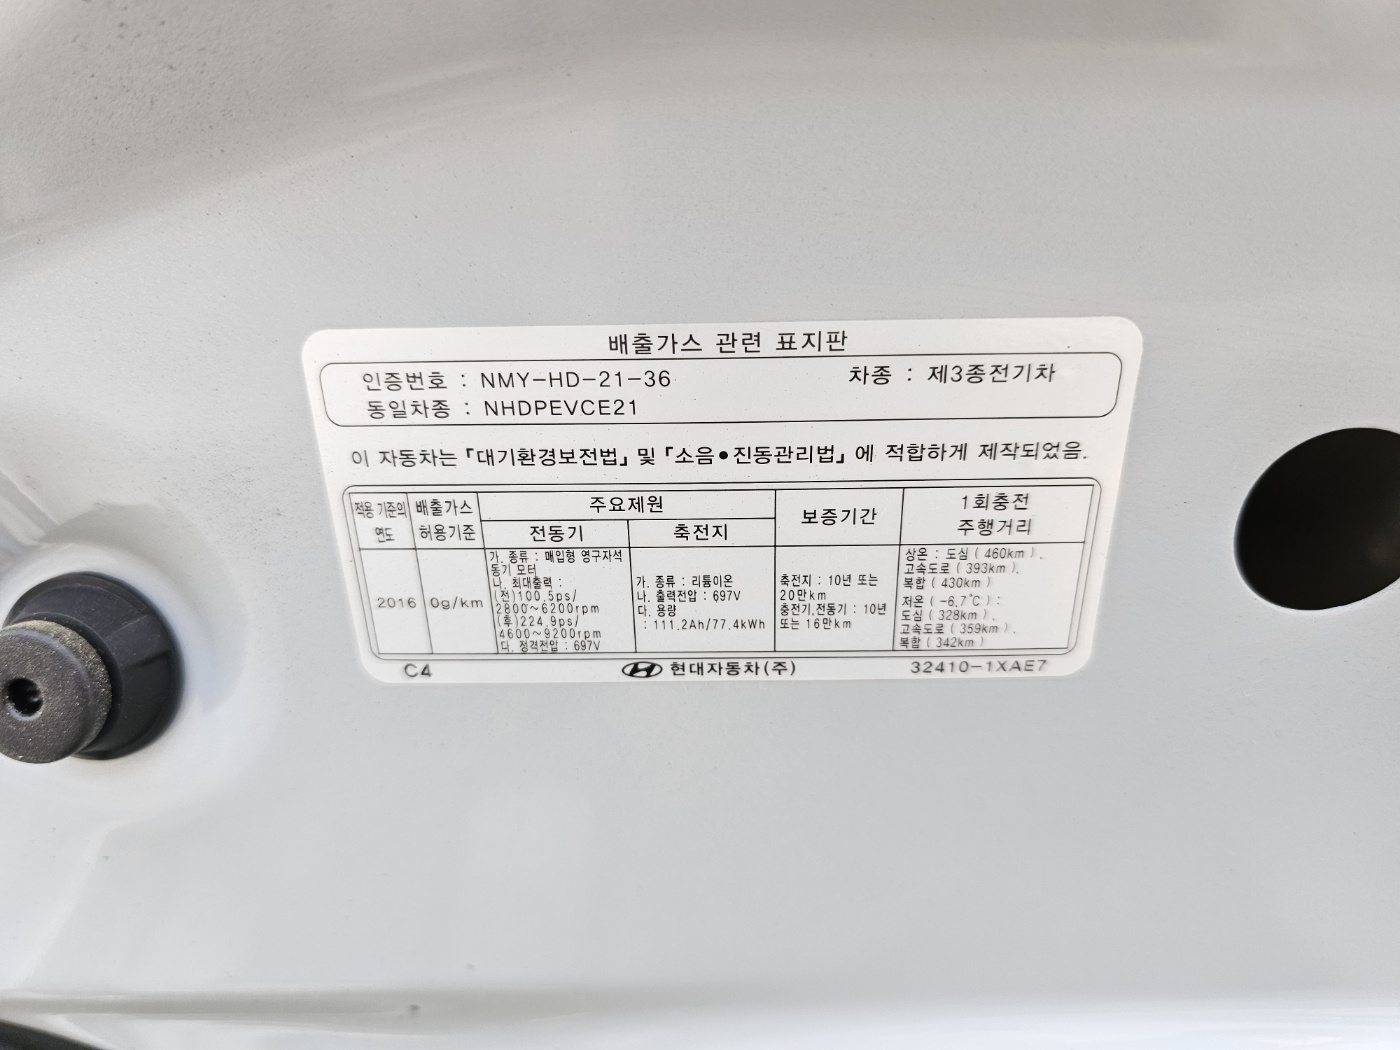 배출가스 관련 표지판
인증번호 : NMY-HD-21-36 차종 : 제3종전기차
동일차종 : NHDPEVCE21
이 자동차는 「대기환경보전법」 및 「소음•진동관리법」 에 적합하게 제작되었음.
적용 기준의
연도
배출가스
허용기준
주요제원
전동기
축전지
보증기간
1회충전
주행거리
2016
0g/km
가. 종류 : 매입형 영구자석
동기 모터
나. 최대출력 :
(전)100.5ps/
2800~6200rpm
(후)224.9ps/
4600~9200rpm
다. 정격전압 : 697V
가. 종류 : 리튬이온
나. 출력전압 : 697V
다. 용량
: 111.2Ah/77.4kWh
축전지 : 10년 또는
20만km
충전기,전동기 : 10년
또는 16만km
상온 : 도심 ( 460km ),
고속도로 ( 393km ),
복합 ( 430km )
저온 ( -6.7℃ ) :
도심 ( 328km ),
고속도로 ( 359km ),
복합 ( 342km )
C4 현대자동차(주) 32410-1XAE7